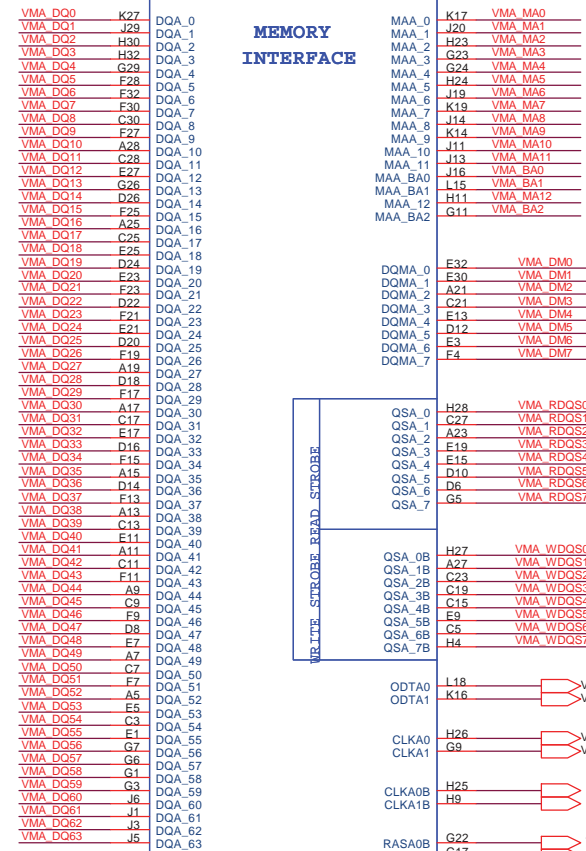 VMA_DQ0 K27 DQA_0
VMA_DQ1 J29 DQA_1
VMA_DQ2 H30 DQA_2
VMA_DQ3 H32 DQA_3
VMA_DQ4 G29 DQA_4
VMA_DQ5 F28 DQA_5
VMA_DQ6 F32 DQA_6
VMA_DQ7 F30 DQA_7
VMA_DQ8 C30 DQA_8
VMA_DQ9 F27 DQA_9
VMA_DQ10 A28 DQA_10
VMA_DQ11 C28 DQA_11
VMA_DQ12 E27 DQA_12
VMA_DQ13 G26 DQA_13
VMA_DQ14 D26 DQA_14
VMA_DQ15 F25 DQA_15
VMA_DQ16 A25 DQA_16
VMA_DQ17 C25 DQA_17
VMA_DQ18 E25 DQA_18
VMA_DQ19 D24 DQA_19
VMA_DQ20 E23 DQA_20
VMA_DQ21 F23 DQA_21
VMA_DQ22 D22 DQA_22
VMA_DQ23 F21 DQA_23
VMA_DQ24 E21 DQA_24
VMA_DQ25 D20 DQA_25
VMA_DQ26 F19 DQA_26
VMA_DQ27 A19 DQA_27
VMA_DQ28 D18 DQA_28
VMA_DQ29 F17 DQA_29
VMA_DQ30 A17 DQA_30
VMA_DQ31 C17 DQA_31
VMA_DQ32 E17 DQA_32
VMA_DQ33 D16 DQA_33
VMA_DQ34 F15 DQA_34
VMA_DQ35 A15 DQA_35
VMA_DQ36 D14 DQA_36
VMA_DQ37 F13 DQA_37
VMA_DQ38 A13 DQA_38
VMA_DQ39 C13 DQA_39
VMA_DQ40 E11 DQA_40
VMA_DQ41 A11 DQA_41
VMA_DQ42 C11 DQA_42
VMA_DQ43 F11 DQA_43
VMA_DQ44 A9 DQA_44
VMA_DQ45 C9 DQA_45
VMA_DQ46 F9 DQA_46
VMA_DQ47 D8 DQA_47
VMA_DQ48 E7 DQA_48
VMA_DQ49 A7 DQA_49
VMA_DQ50 C7 DQA_50
VMA_DQ51 F7 DQA_51
VMA_DQ52 A5 DQA_52
VMA_DQ53 E5 DQA_53
VMA_DQ54 C3 DQA_54
VMA_DQ55 E1 DQA_55
VMA_DQ56 G7 DQA_56
VMA_DQ57 G6 DQA_57
VMA_DQ58 G1 DQA_58
VMA_DQ59 G3 DQA_59
VMA_DQ60 J6 DQA_60
VMA_DQ61 J1 DQA_61
VMA_DQ62 J3 DQA_62
VMA_DQ63 J5 DQA_63
MEMORY
INTERFACE
MAA_0 K17 VMA_MA0
MAA_1 J20 VMA_MA1
MAA_2 H23 VMA_MA2
MAA_3 G23 VMA_MA3
MAA_4 G24 VMA_MA4
MAA_5 H24 VMA_MA5
MAA_6 J19 VMA_MA6
MAA_7 K19 VMA_MA7
MAA_8 J14 VMA_MA8
MAA_9 K14 VMA_MA9
MAA_10 J11 VMA_MA10
MAA_11 J13 VMA_MA11
MAA_BA0 J16 VMA_BA0
MAA_BA1 L15 VMA_BA1
MAA_12 H11 VMA_MA12
MAA_BA2 G11 VMA_BA2
DQMA_0 E32 VMA_DM0
DQMA_1 E30 VMA_DM1
DQMA_2 A21 VMA_DM2
DQMA_3 C21 VMA_DM3
DQMA_4 E13 VMA_DM4
DQMA_5 D12 VMA_DM5
DQMA_6 E3 VMA_DM6
DQMA_7 F4 VMA_DM7
WRITE STROBE READ STROBE
QSA_0 H28 VMA_RDQS0
QSA_1 C27 VMA_RDQS1
QSA_2 A23 VMA_RDQS2
QSA_3 E19 VMA_RDQS3
QSA_4 E15 VMA_RDQS4
QSA_5 D10 VMA_RDQS5
QSA_6 D6 VMA_RDQS6
QSA_7 G5 VMA_RDQS7
QSA_0B H27 VMA_WDQS0
QSA_1B A27 VMA_WDQS1
QSA_2B C23 VMA_WDQS2
QSA_3B C19 VMA_WDQS3
QSA_4B C15 VMA_WDQS4
QSA_5B E9 VMA_WDQS5
QSA_6B C5 VMA_WDQS6
QSA_7B H4 VMA_WDQS7
ODTA0 L18
ODTA1 K16
CLKA0 H26
CLKA1 G9
CLKA0B H25
CLKA1B H9
RASA0B G22